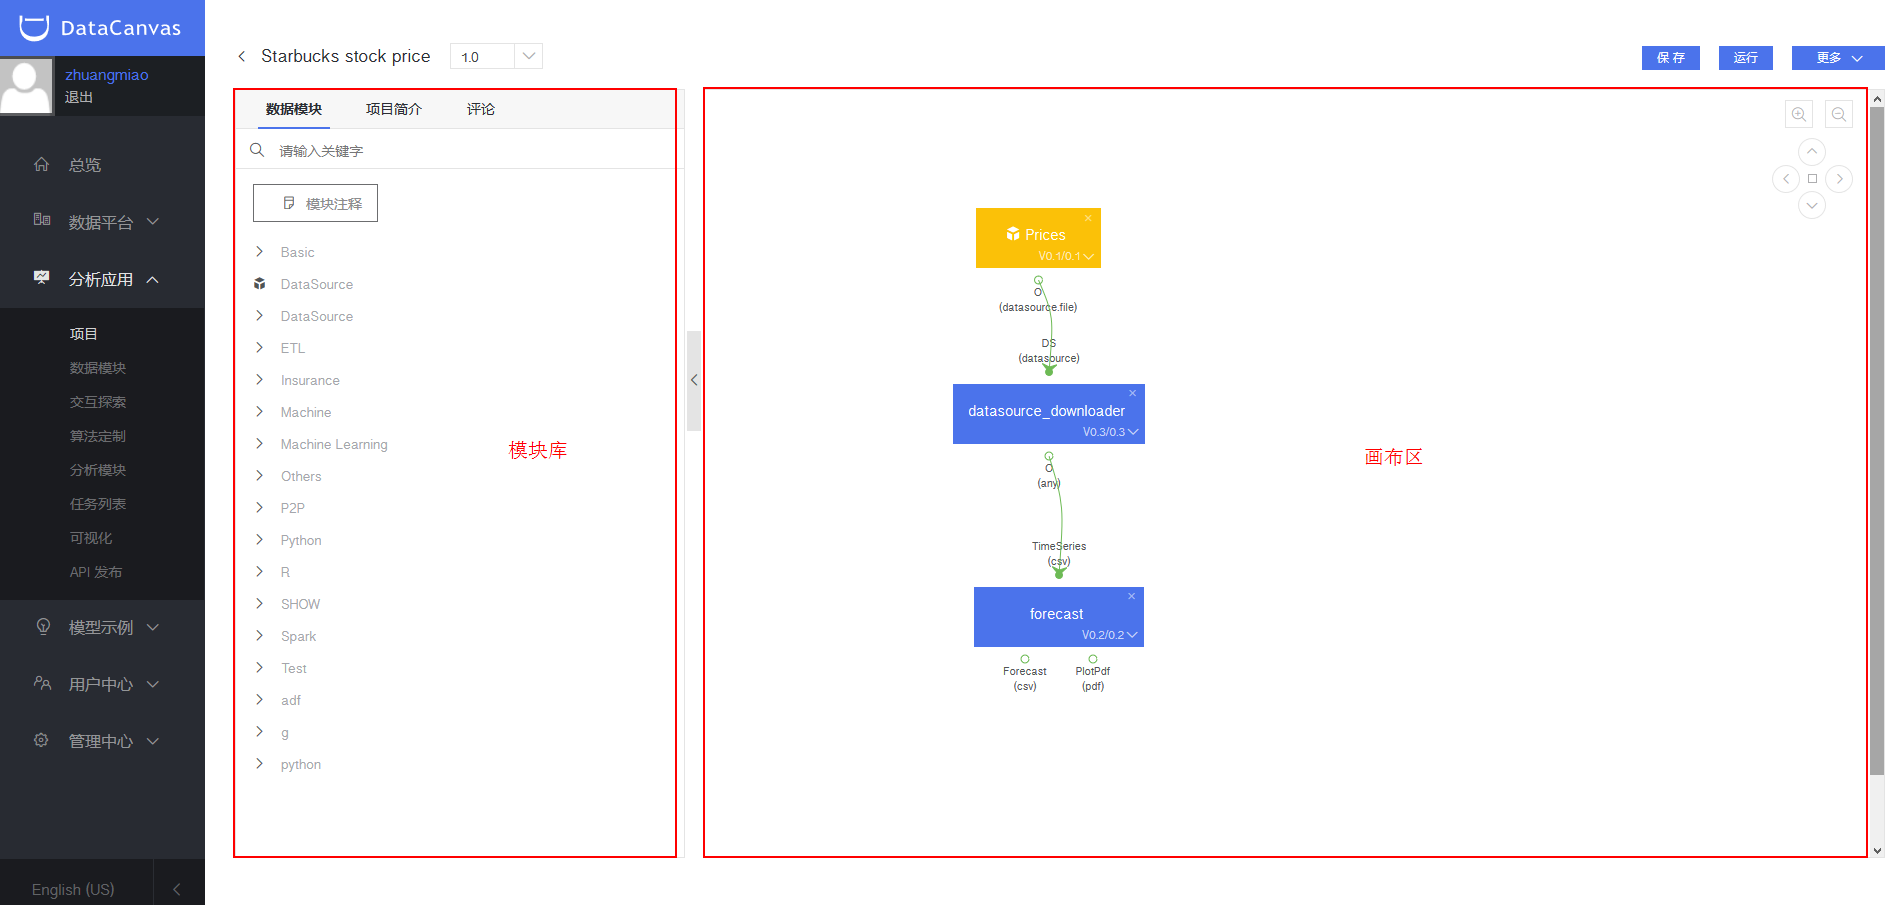 DataCanvas
zhuangmiao
退出
总览
数据平台
分析应用
项目
数据模块
交互探索
算法定制
分析模块
任务列表
可视化
API 发布
模型示例
用户中心
管理中心
English (US)
Starbucks stock price 1.0
保 存 运行 更多
数据模块 项目简介 评论
请输入关键字
模块注释
Basic
DataSource
DataSource
ETL
Insurance
Machine
Machine Learning
Others
P2P
Python
R
SHOW
Spark
Test
adf
g
python
模块库
Prices
V0.1/0.1
O
(datasource.file)
DS
(datasource)
datasource_downloader
V0.3/0.3
O
(any)
TimeSeries
(csv)
forecast
V0.2/0.2
Forecast PlotPdf
(csv) (pdf)
画布区